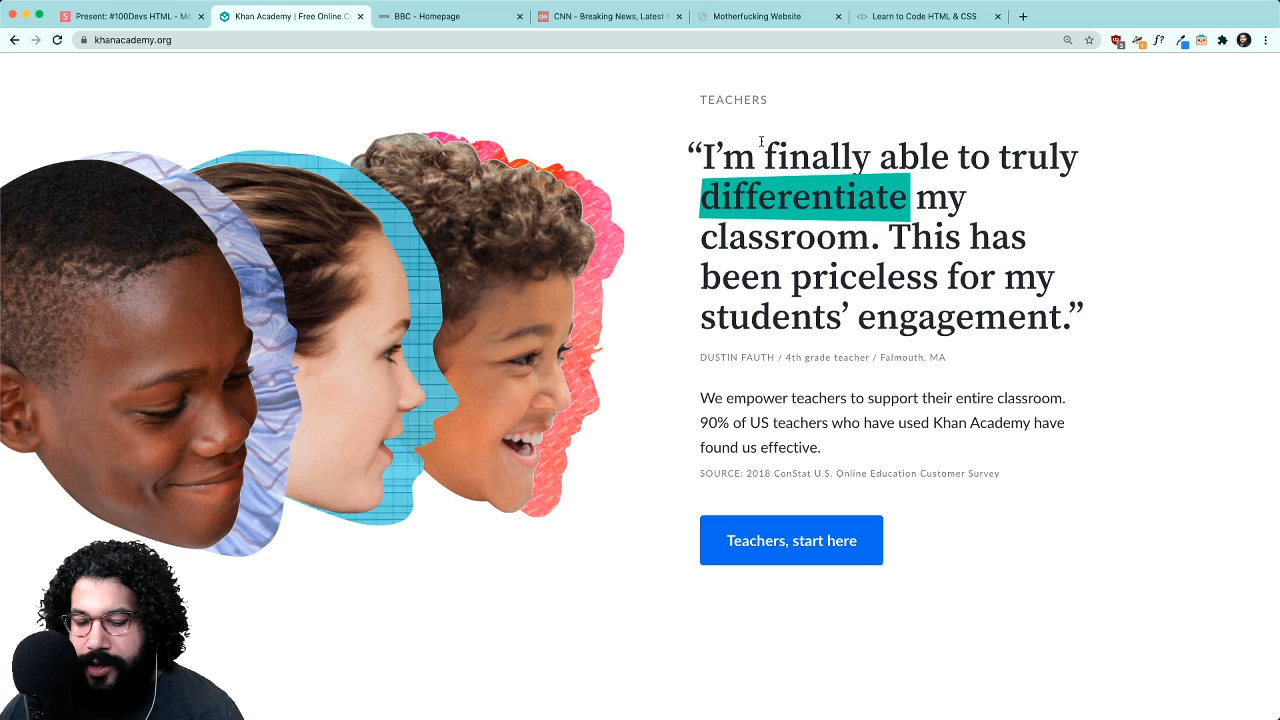 Present: #100Devs HTML - Mo
Khan Academy | Free Online C
BBC - Homepage
CNN - Breaking News, Latest N
Motherfucking Website
Learn to Code HTML & CSS
khanacademy.org
TEACHERS
“I’m finally able to truly
differentiate my
classroom. This has
been priceless for my
students’ engagement.”
DUSTIN FAUTH / 4th grade teacher / Falmouth, MA
We empower teachers to support their entire classroom.
90% of US teachers who have used Khan Academy have
found us effective.
SOURCE: 2018 ConStat U.S. Online Education Customer Survey
Teachers, start here